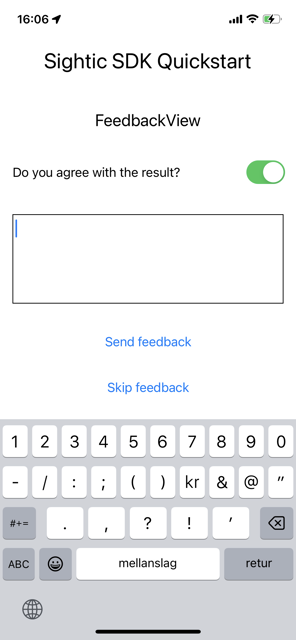 16:06
Sightic SDK Quickstart
FeedbackView
Do you agree with the result?
Send feedback
Skip feedback
1 2 3 4 5 6 7 8 9 0
- / : ; ( ) kr & @ "
#+= . , ? ! ′
ABC mellanslag retur